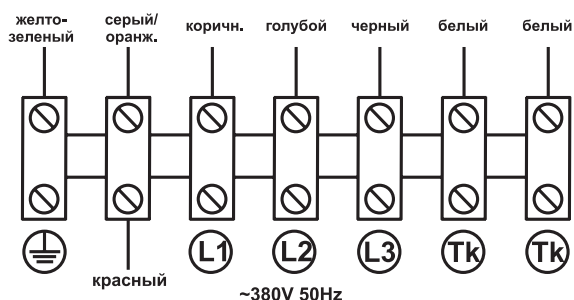 желто-
зеленый
серый/
оранж.
коричн.
голубой
черный
белый
белый
L1
L2
L3
Tk
Tk
красный
~380V 50Hz